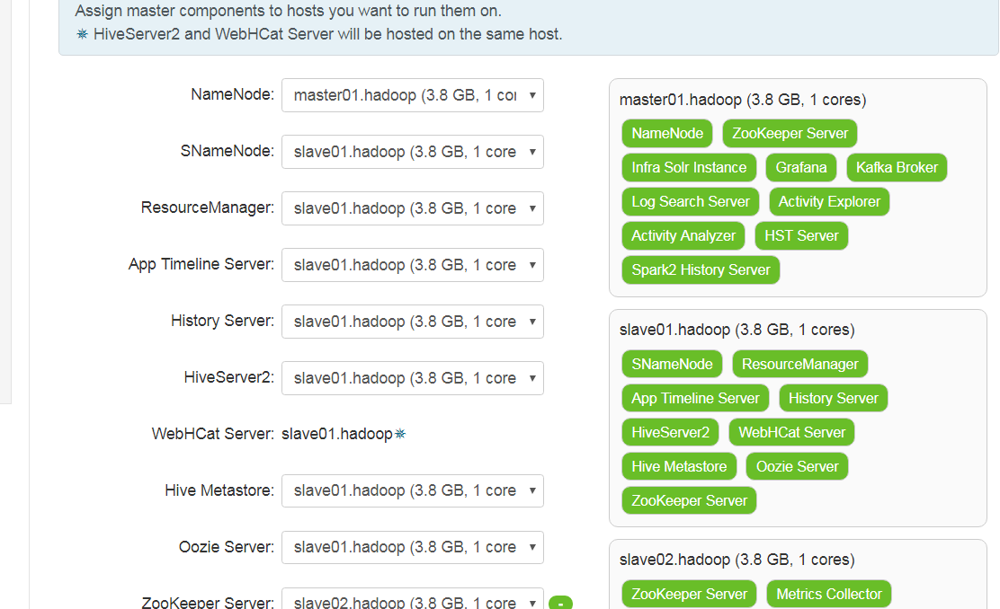 Assign master components to hosts you want to run them on.
✵ HiveServer2 and WebHCat Server will be hosted on the same host.
NameNode: master01.hadoop (3.8 GB, 1 cor
SNameNode: slave01.hadoop (3.8 GB, 1 core
ResourceManager: slave01.hadoop (3.8 GB, 1 core
App Timeline Server: slave01.hadoop (3.8 GB, 1 core
History Server: slave01.hadoop (3.8 GB, 1 core
HiveServer2: slave01.hadoop (3.8 GB, 1 core
WebHCat Server: slave01.hadoop✵
Hive Metastore: slave01.hadoop (3.8 GB, 1 core
Oozie Server: slave01.hadoop (3.8 GB, 1 core
ZooKeeper Server: slave02.hadoop (3.8 GB, 1 core -
master01.hadoop (3.8 GB, 1 cores)
NameNode ZooKeeper Server
Infra Solr Instance Grafana Kafka Broker
Log Search Server Activity Explorer
Activity Analyzer HST Server
Spark2 History Server
slave01.hadoop (3.8 GB, 1 cores)
SNameNode ResourceManager
App Timeline Server History Server
HiveServer2 WebHCat Server
Hive Metastore Oozie Server
ZooKeeper Server
slave02.hadoop (3.8 GB, 1 cores)
ZooKeeper Server Metrics Collector